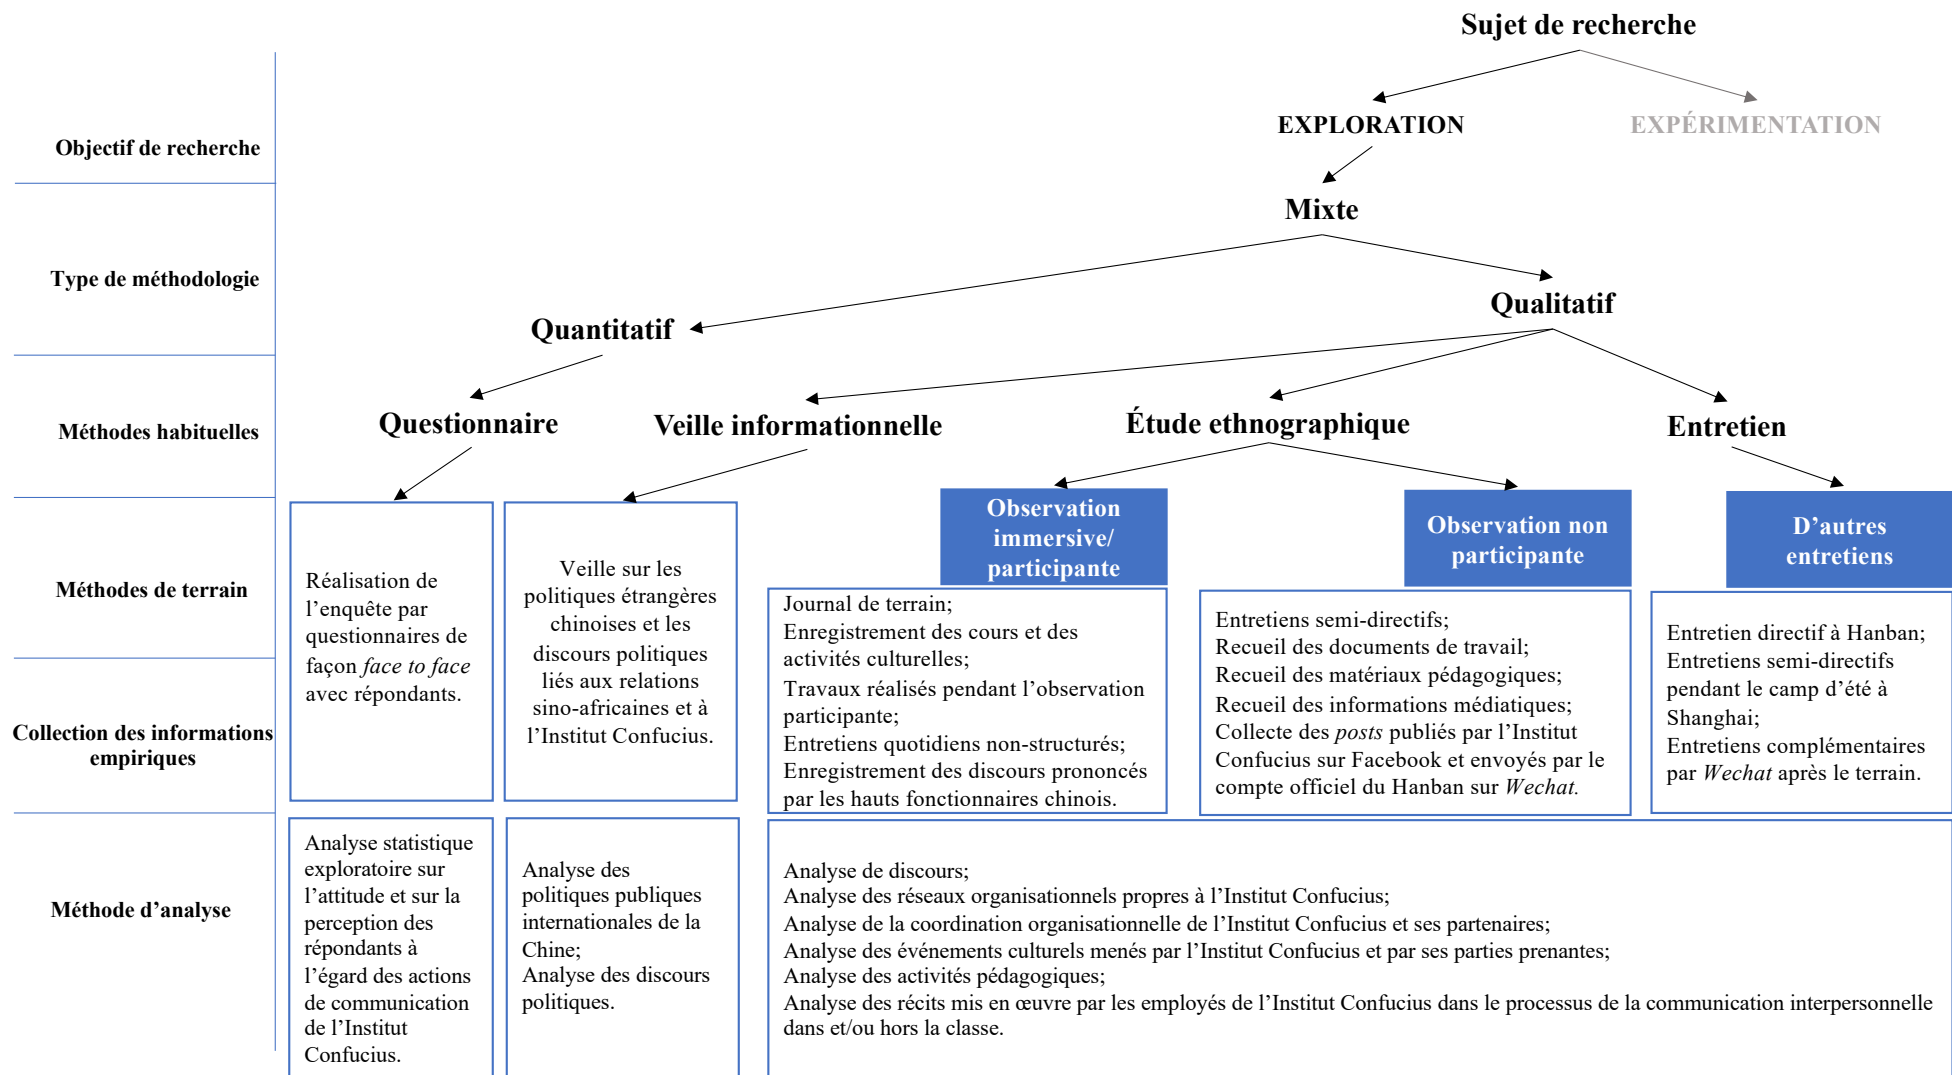 Sujet de recherche
EXPLORATION
EXPÉRIMENTATION
Objectif de recherche
Mixte
Type de méthodologie
Quantitatif
Qualitatif
Méthodes habituelles
Questionnaire
Veille informationnelle
Étude ethnographique
Entretien
Méthodes de terrain
Collection des informations
empiriques
Réalisation de
l’enquête par
questionnaires de
façon face to face
avec répondants.
Veille sur les
politiques étrangères
chinoises et les
discours politiques
liés aux relations
sino-africaines et à
l’Institut Confucius.
Observation
immersive/
participante
Journal de terrain;
Enregistrement des cours et des
activités culturelles;
Travaux réalisés pendant l’observation
participante;
Entretiens quotidiens non-structurés;
Enregistrement des discours prononcés
par les hauts fonctionnaires chinois.
Observation non
participante
Entretiens semi-directifs;
Recueil des documents de travail;
Recueil des matériaux pédagogiques;
Recueil des informations médiatiques;
Collecte des posts publiés par l’Institut
Confucius sur Facebook et envoyés par le
compte officiel du Hanban sur Wechat.
D’autres
entretiens
Entretien directif à Hanban;
Entretiens semi-directifs
pendant le camp d’été à
Shanghai;
Entretiens complémentaires
par Wechat après le terrain.
Méthode d’analyse
Analyse statistique
exploratoire sur
l’attitude et sur la
perception des
répondants à
l’égard des actions
de communication
de l’Institut
Confucius.
Analyse des
politiques publiques
internationales de la
Chine;
Analyse des discours
politiques.
Analyse de discours;
Analyse des réseaux organisationnels propres à l’Institut Confucius;
Analyse de la coordination organisationnelle de l’Institut Confucius et ses partenaires;
Analyse des événements culturels menés par l’Institut Confucius et par ses parties prenantes;
Analyse des activités pédagogiques;
Analyse des récits mis en œuvre par les employés de l’Institut Confucius dans le processus de la communication interpersonnelle
dans et/ou hors la classe.